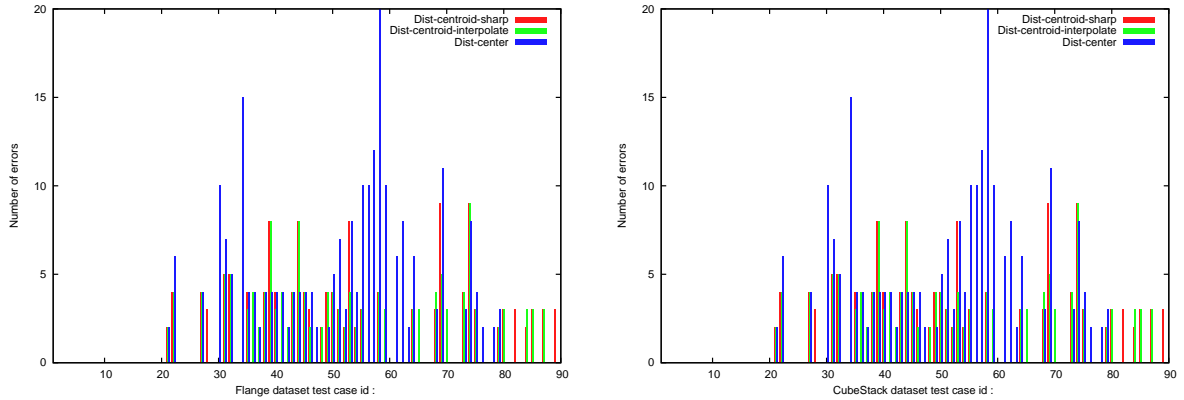 20
15
10
5
0
Number of errors
Dist-centroid-sharp
Dist-centroid-interpolate
Dist-center
10 20 30 40 50 60 70 80 90
Flange dataset test case id :
20
15
10
5
0
Number of errors
Dist-centroid-sharp
Dist-centroid-interpolate
Dist-center
10 20 30 40 50 60 70 80 90
CubeStack dataset test case id :